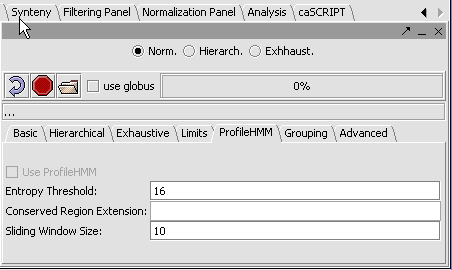 Synteny Filtering Panel Normalization Panel Analysis caSCRIPT
Norm. Hierarch. Exhhaust.
use globus 0%
...
Basic Hierarchical Exhaustive Limits ProfileHMM Grouping Advanced
Use ProfileHMM
Entropy Threshold: 16
Conserved Region Extension:
Sliding Window Size: 10